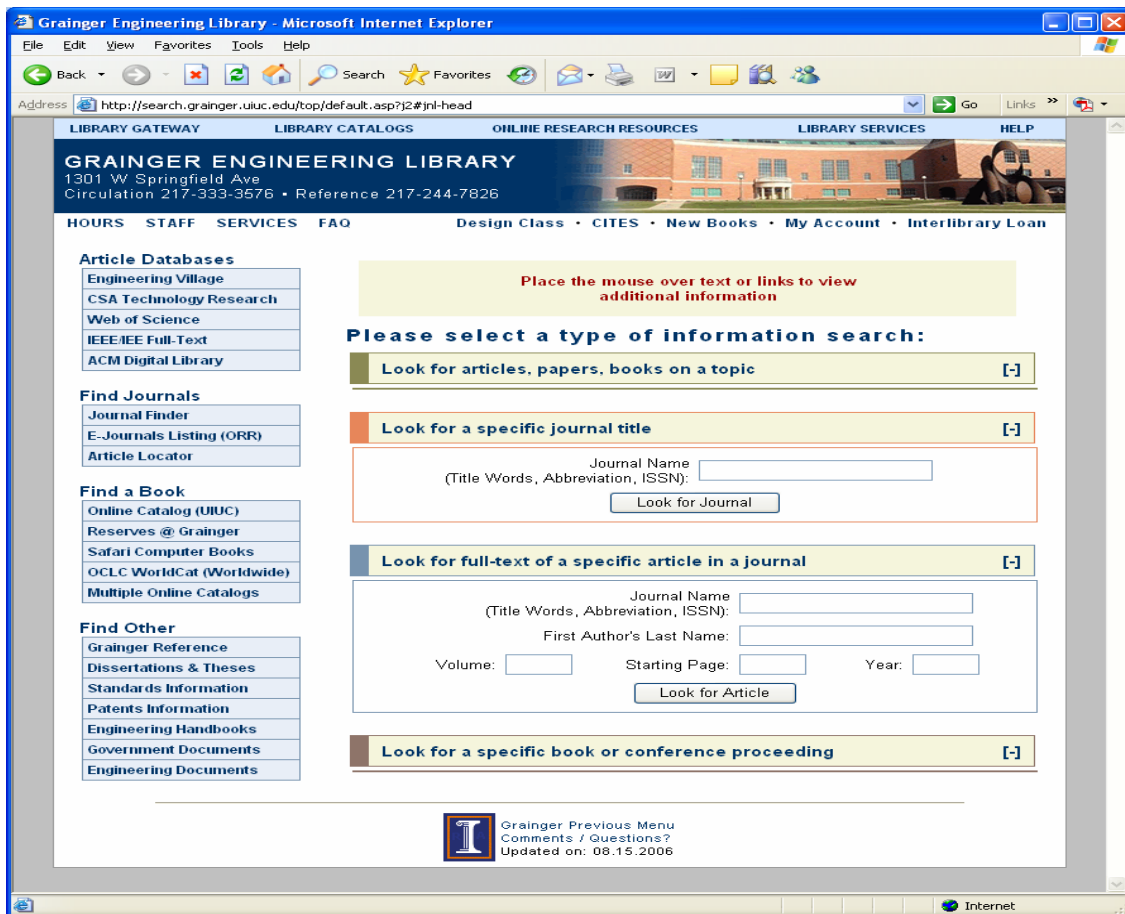 Grainger Engineering Library - Microsoft Internet Explorer
File Edit View Favorites Tools Help
Back Search Favorites
Address http://search.grainger.uiuc.edu/top/default.asp?j2#jnl-head Go Links »
LIBRARY GATEWAY LIBRARY CATALOGS ONLINE RESEARCH RESOURCES LIBRARY SERVICES HELP
GRAINGER ENGINEERING LIBRARY
1301 W Springfield Ave
Circulation 217-333-3576 • Reference 217-244-7826
HOURS STAFF SERVICES FAQ Design Class • CITES • New Books • My Account • Interlibrary Loan
Article Databases
Engineering Village
CSA Technology Research
Web of Science
IEEE/IEE Full-Text
ACM Digital Library
Find Journals
Journal Finder
E-Journals Listing (ORR)
Article Locator
Find a Book
Online Catalog (UIUC)
Reserves @ Grainger
Safari Computer Books
OCLC WorldCat (Worldwide)
Multiple Online Catalogs
Find Other
Grainger Reference
Dissertations & Theses
Standards Information
Patents Information
Engineering Handbooks
Government Documents
Engineering Documents
Place the mouse over text or links to view
additional information
Please select a type of information search:
Look for articles, papers, books on a topic [-]
Look for a specific journal title [-]
Journal Name
(Title Words, Abbreviation, ISSN):
Look for Journal
Look for full-text of a specific article in a journal [-]
Journal Name
(Title Words, Abbreviation, ISSN):
First Author's Last Name:
Volume: Starting Page: Year:
Look for Article
Look for a specific book or conference proceeding [-]
Grainger Previous Menu
Comments / Questions?
Updated on: 08.15.2006
Internet